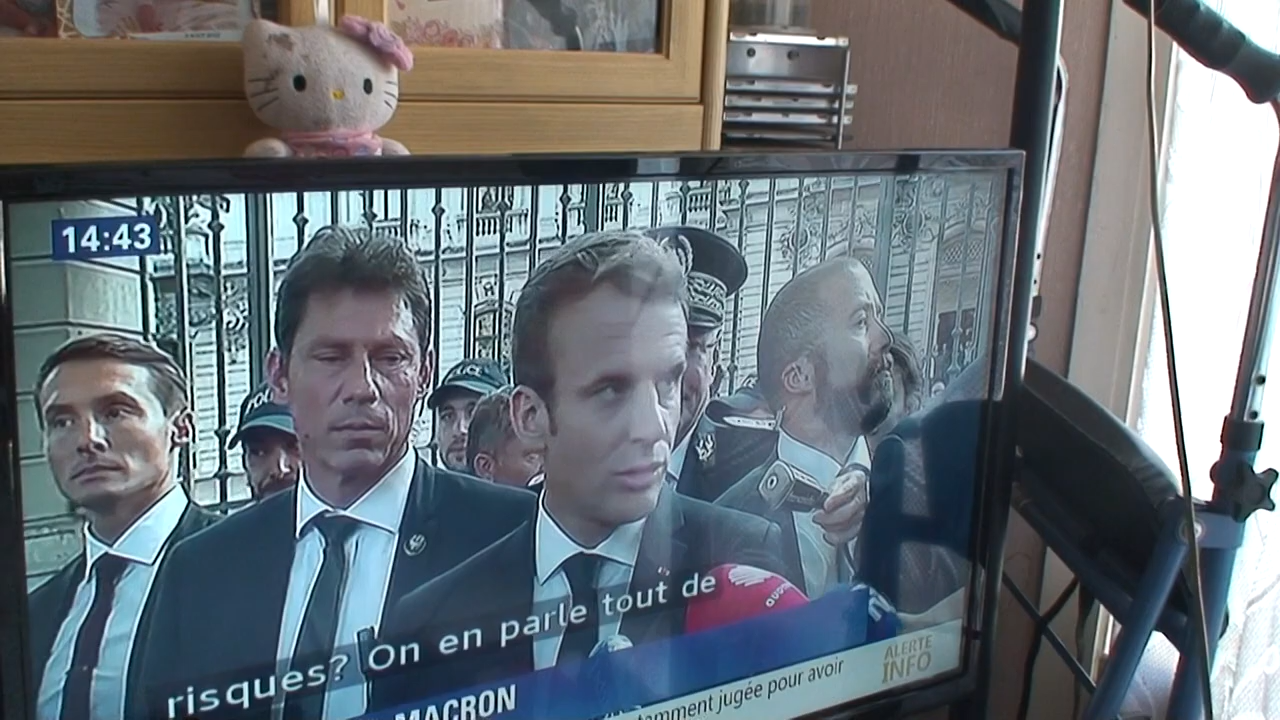 14:43
risques? On en parle tout de
MACRON
jugée pour avoir
ALERTE
INFO